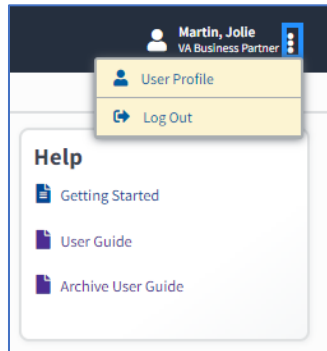 Martin, Jolie
VA Business Partner
User Profile
Log Out
Help
Getting Started
User Guide
Archive User Guide